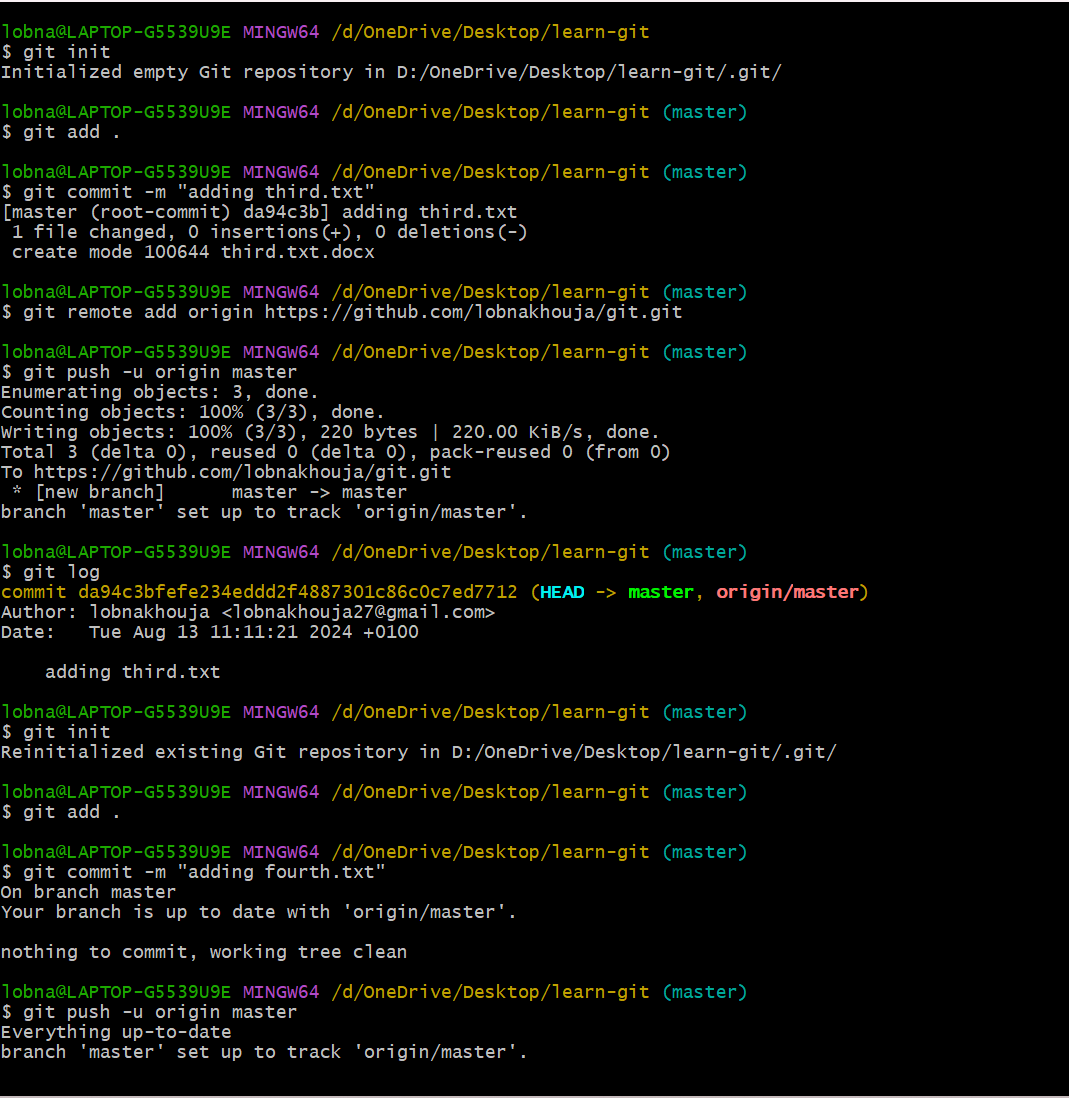 lobna@LAPTOP-G5539U9E MINGW64 /d/OneDrive/Desktop/learn-git
$ git init
Initialized empty Git repository in D:/OneDrive/Desktop/learn-git/.git/
lobna@LAPTOP-G5539U9E MINGW64 /d/OneDrive/Desktop/learn-git (master)
$ git add .
lobna@LAPTOP-G5539U9E MINGW64 /d/OneDrive/Desktop/learn-git (master)
$ git commit -m "adding third.txt"
[master (root-commit) da94c3b] adding third.txt
 1 file changed, 0 insertions(+), 0 deletions(-)
 create mode 100644 third.txt.docx
lobna@LAPTOP-G5539U9E MINGW64 /d/OneDrive/Desktop/learn-git (master)
$ git remote add origin https://github.com/lobnakhouja/git.git
lobna@LAPTOP-G5539U9E MINGW64 /d/OneDrive/Desktop/learn-git (master)
$ git push -u origin master
Enumerating objects: 3, done.
Counting objects: 100% (3/3), done.
Writing objects: 100% (3/3), 220 bytes | 220.00 KiB/s, done.
Total 3 (delta 0), reused 0 (delta 0), pack-reused 0 (from 0)
To https://github.com/lobnakhouja/git.git
 * [new branch]      master -> master
branch 'master' set up to track 'origin/master'.
lobna@LAPTOP-G5539U9E MINGW64 /d/OneDrive/Desktop/learn-git (master)
$ git log
commit da94c3bfefe234eddd2f4887301c86c0c7ed7712 (HEAD -> master, origin/master)
Author: lobnakhouja <lobnakhouja27@gmail.com>
Date:   Tue Aug 13 11:11:21 2024 +0100
    adding third.txt
lobna@LAPTOP-G5539U9E MINGW64 /d/OneDrive/Desktop/learn-git (master)
$ git init
Reinitialized existing Git repository in D:/OneDrive/Desktop/learn-git/.git/
lobna@LAPTOP-G5539U9E MINGW64 /d/OneDrive/Desktop/learn-git (master)
$ git add .
lobna@LAPTOP-G5539U9E MINGW64 /d/OneDrive/Desktop/learn-git (master)
$ git commit -m "adding fourth.txt"
On branch master
Your branch is up to date with 'origin/master'.
nothing to commit, working tree clean
lobna@LAPTOP-G5539U9E MINGW64 /d/OneDrive/Desktop/learn-git (master)
$ git push -u origin master
Everything up-to-date
branch 'master' set up to track 'origin/master'.